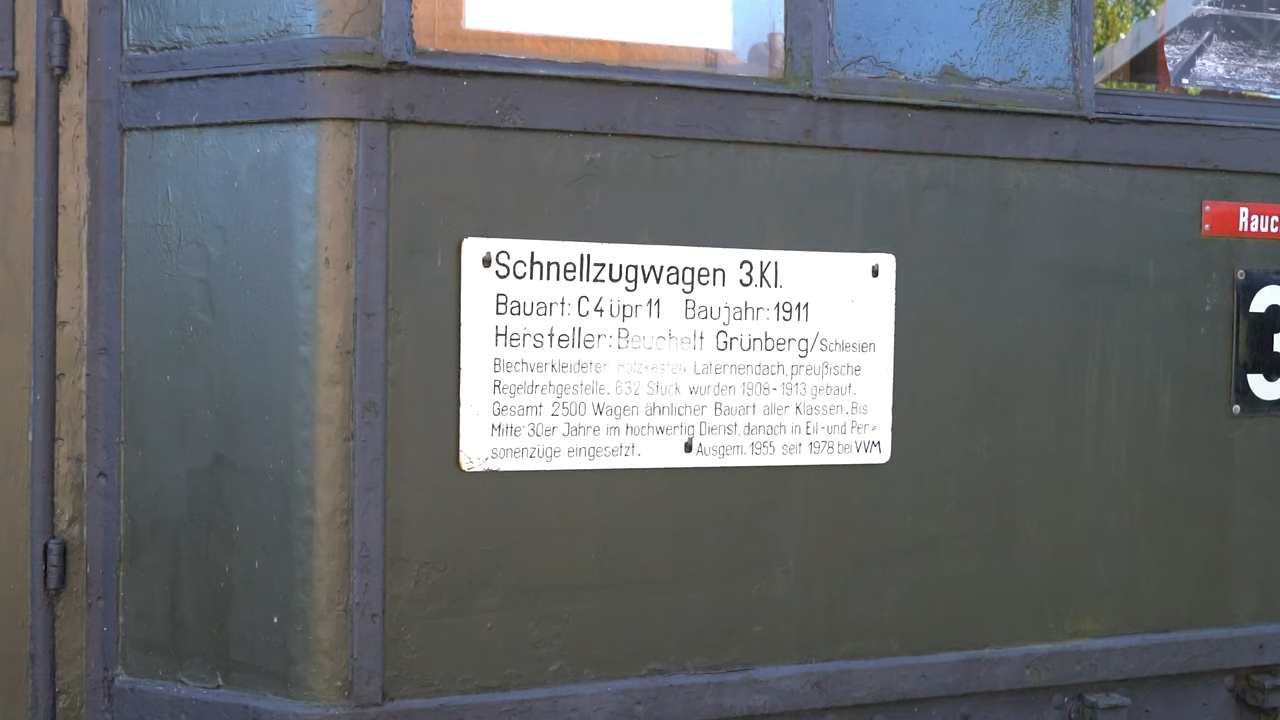 Schnellzugwagen 3.Kl.
Bauart: C4üpr11 Baujahr: 1911
Hersteller: Beuchelt Grünberg/Schlesien
Blechverkleideter Holzkasten, Laternendach, preußische
Regeldrehgestelle. 632 Stück wurden 1908-1913 gebaut.
Gesamt 2500 Wagen ähnlicher Bauart aller Klassen. Bis
Mitte 30er Jahre im hochwertig Dienst, danach in Eil-und Per-
sonenzüge eingesetzt. Ausgem. 1955 seit 1978 bei VVM
Rauc
3